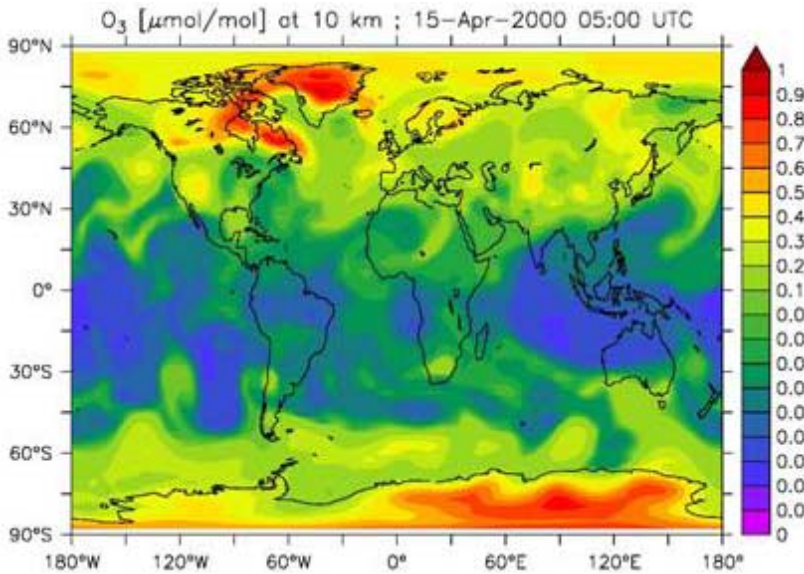 O₃ [μmol/mol] at 10 km : 15-Apr-2000 05:00 UTC
90°N
60°N
30°N
0°
30°S
60°S
90°S
180°W
120°W
60°W
0°
60°E
120°E
180°
1
0.9
0.8
0.7
0.6
0.5
0.4
0.3
0.2
0.1
0.0
0.0
0.0
0.0
0.0
0.0
0.0
0.0
0